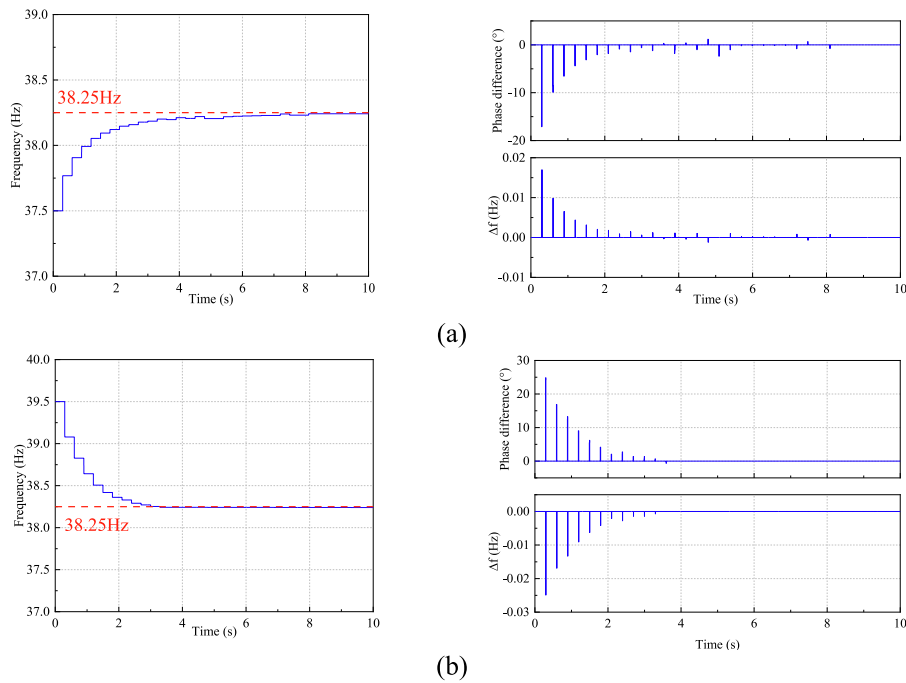 39.0
38.5
38.0
37.5
37.0
Frequency (Hz)
38.25Hz
0 2 4 6 8 10
Time (s)
0
-10
-20
Phase difference (°)
0.02
0.01
0.00
-0.01
Δf (Hz)
0 2 4 6 8 10
Time (s)
(a)
40.0
39.5
39.0
38.5
38.0
37.5
37.0
Frequency (Hz)
38.25Hz
0 2 4 6 8 10
Time (s)
30
20
10
0
Phase difference (°)
0.00
-0.01
-0.02
-0.03
Δf (Hz)
0 2 4 6 8 10
Time (s)
(b)